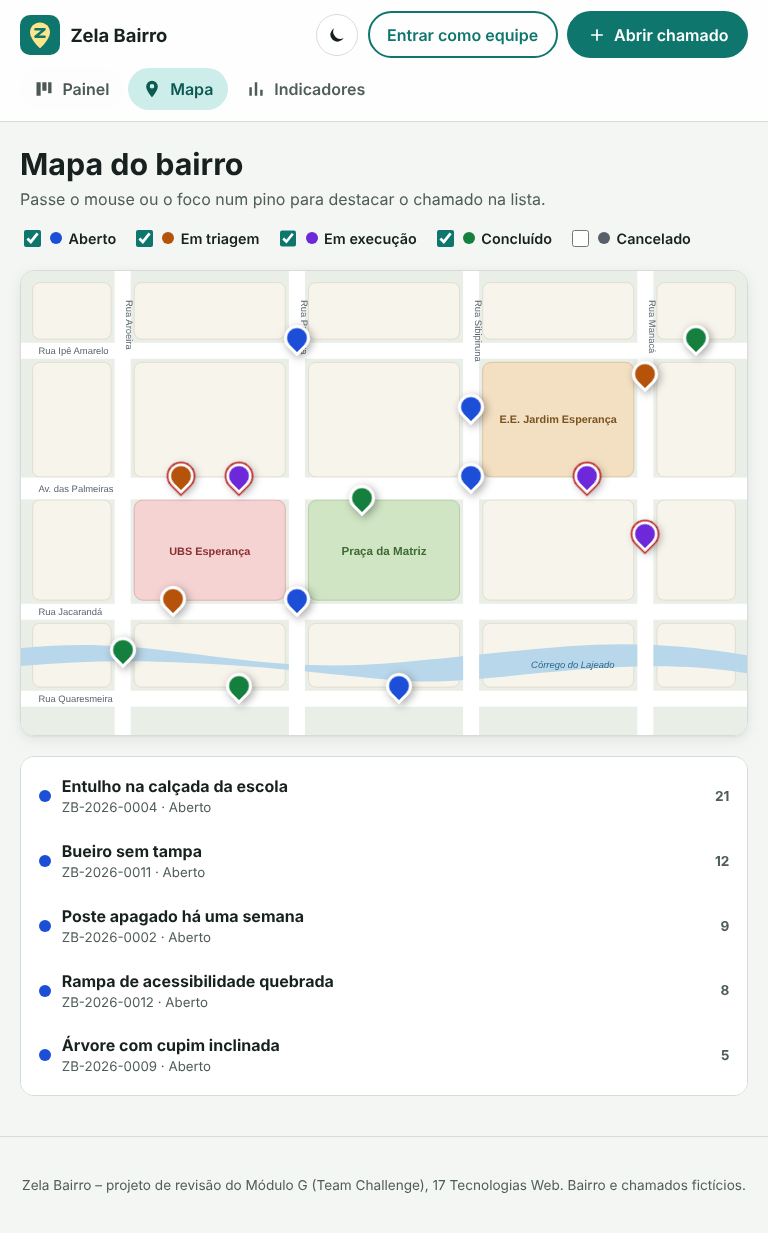 Zela Bairro
Entrar como equipe
Abrir chamado
Painel
Mapa
Indicadores
Mapa do bairro
Passe o mouse ou o foco num pino para destacar o chamado na lista.
Aberto
Em triagem
Em execução
Concluído
Cancelado
Rua Aroeira
Rua
Rua Sibipiruna
Rua Manacá
Rua Ipê Amarelo
E.E. Jardim Esperança
Av. das Palmeiras
UBS Esperança
Praça da Matriz
Rua Jacarandá
Córrego do Lajeado
Rua Quaresmeira
Entulho na calçada da escola
ZB-2026-0004 · Aberto
21
Bueiro sem tampa
ZB-2026-0011 · Aberto
12
Poste apagado há uma semana
ZB-2026-0002 · Aberto
9
Rampa de acessibilidade quebrada
ZB-2026-0012 · Aberto
8
Árvore com cupim inclinada
ZB-2026-0009 · Aberto
5
Zela Bairro – projeto de revisão do Módulo G (Team Challenge), 17 Tecnologias Web. Bairro e chamados fictícios.